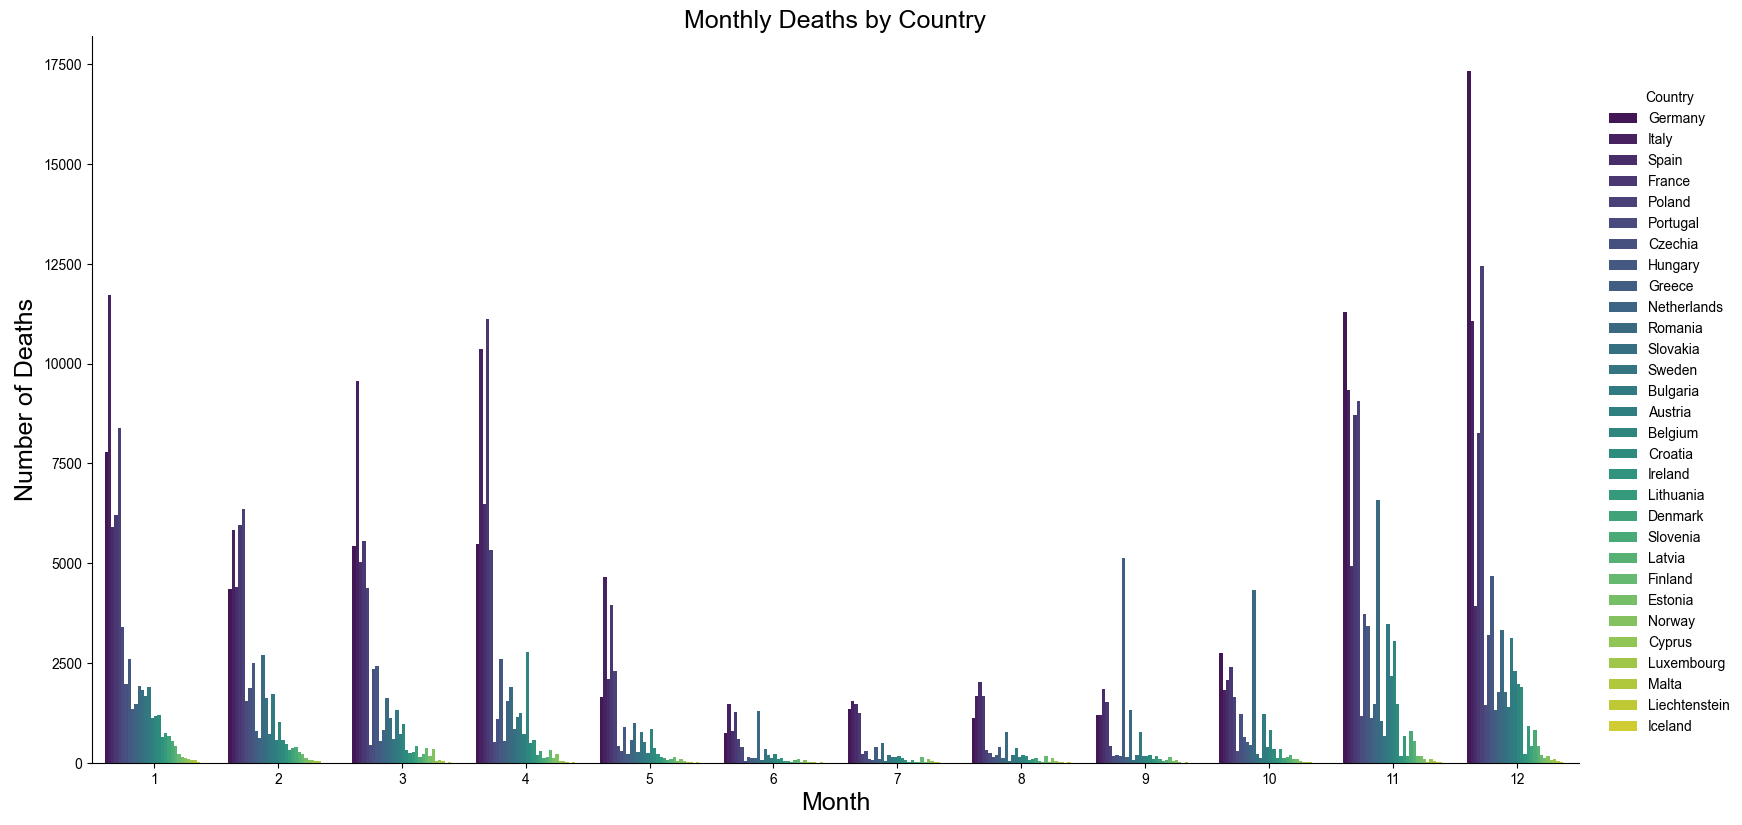 Monthly Deaths by Country
17500
15000
12500
10000
7500
5000
2500
0
Number of Deaths
1 2 3 4 5 6 7 8 9 10 11 12
Month
Country
Germany
Italy
Spain
France
Poland
Portugal
Czechia
Hungary
Greece
Netherlands
Romania
Slovakia
Sweden
Bulgaria
Austria
Belgium
Croatia
Ireland
Lithuania
Denmark
Slovenia
Latvia
Finland
Estonia
Norway
Cyprus
Luxembourg
Malta
Liechtenstein
Iceland